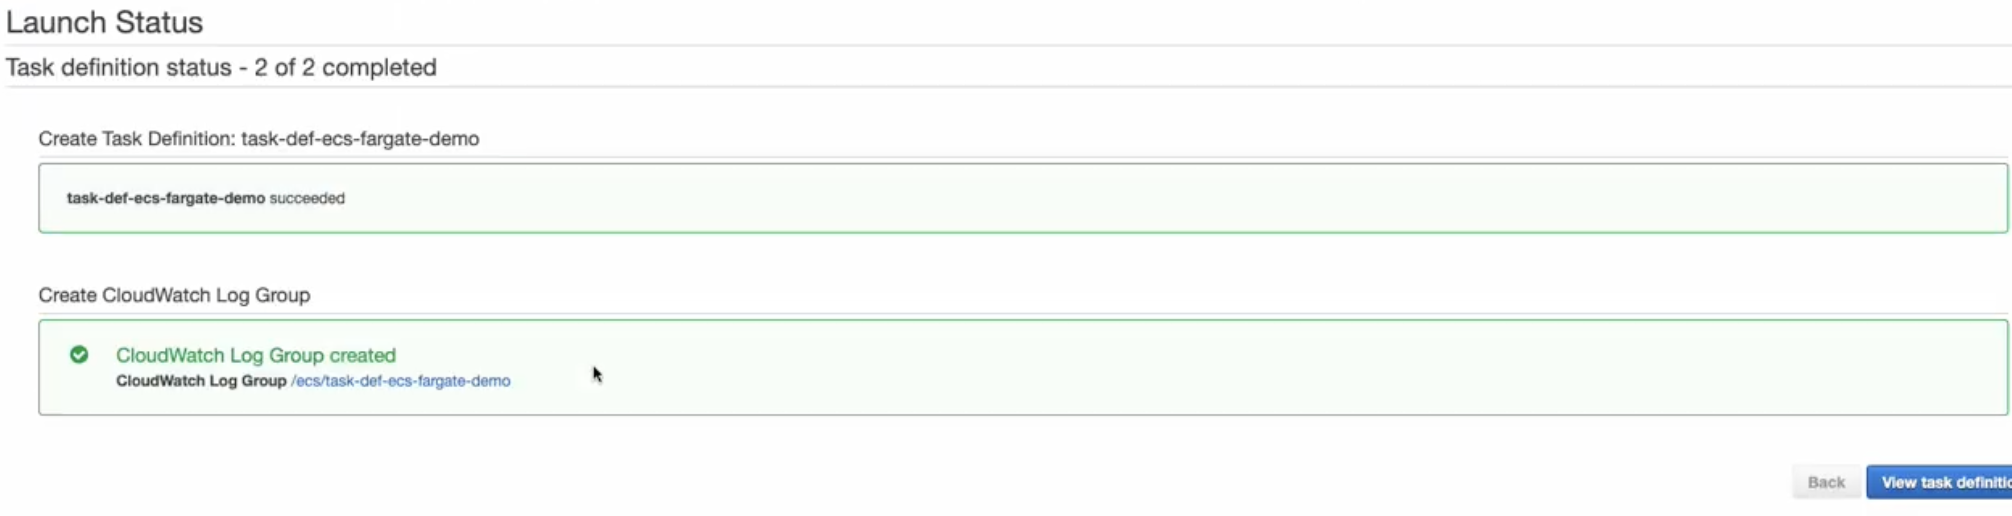 Launch Status
Task definition status - 2 of 2 completed
Create Task Definition: task-def-ecs-fargate-demo
task-def-ecs-fargate-demo succeeded
Create CloudWatch Log Group
CloudWatch Log Group created
CloudWatch Log Group /ecs/task-def-ecs-fargate-demo
Back
View task